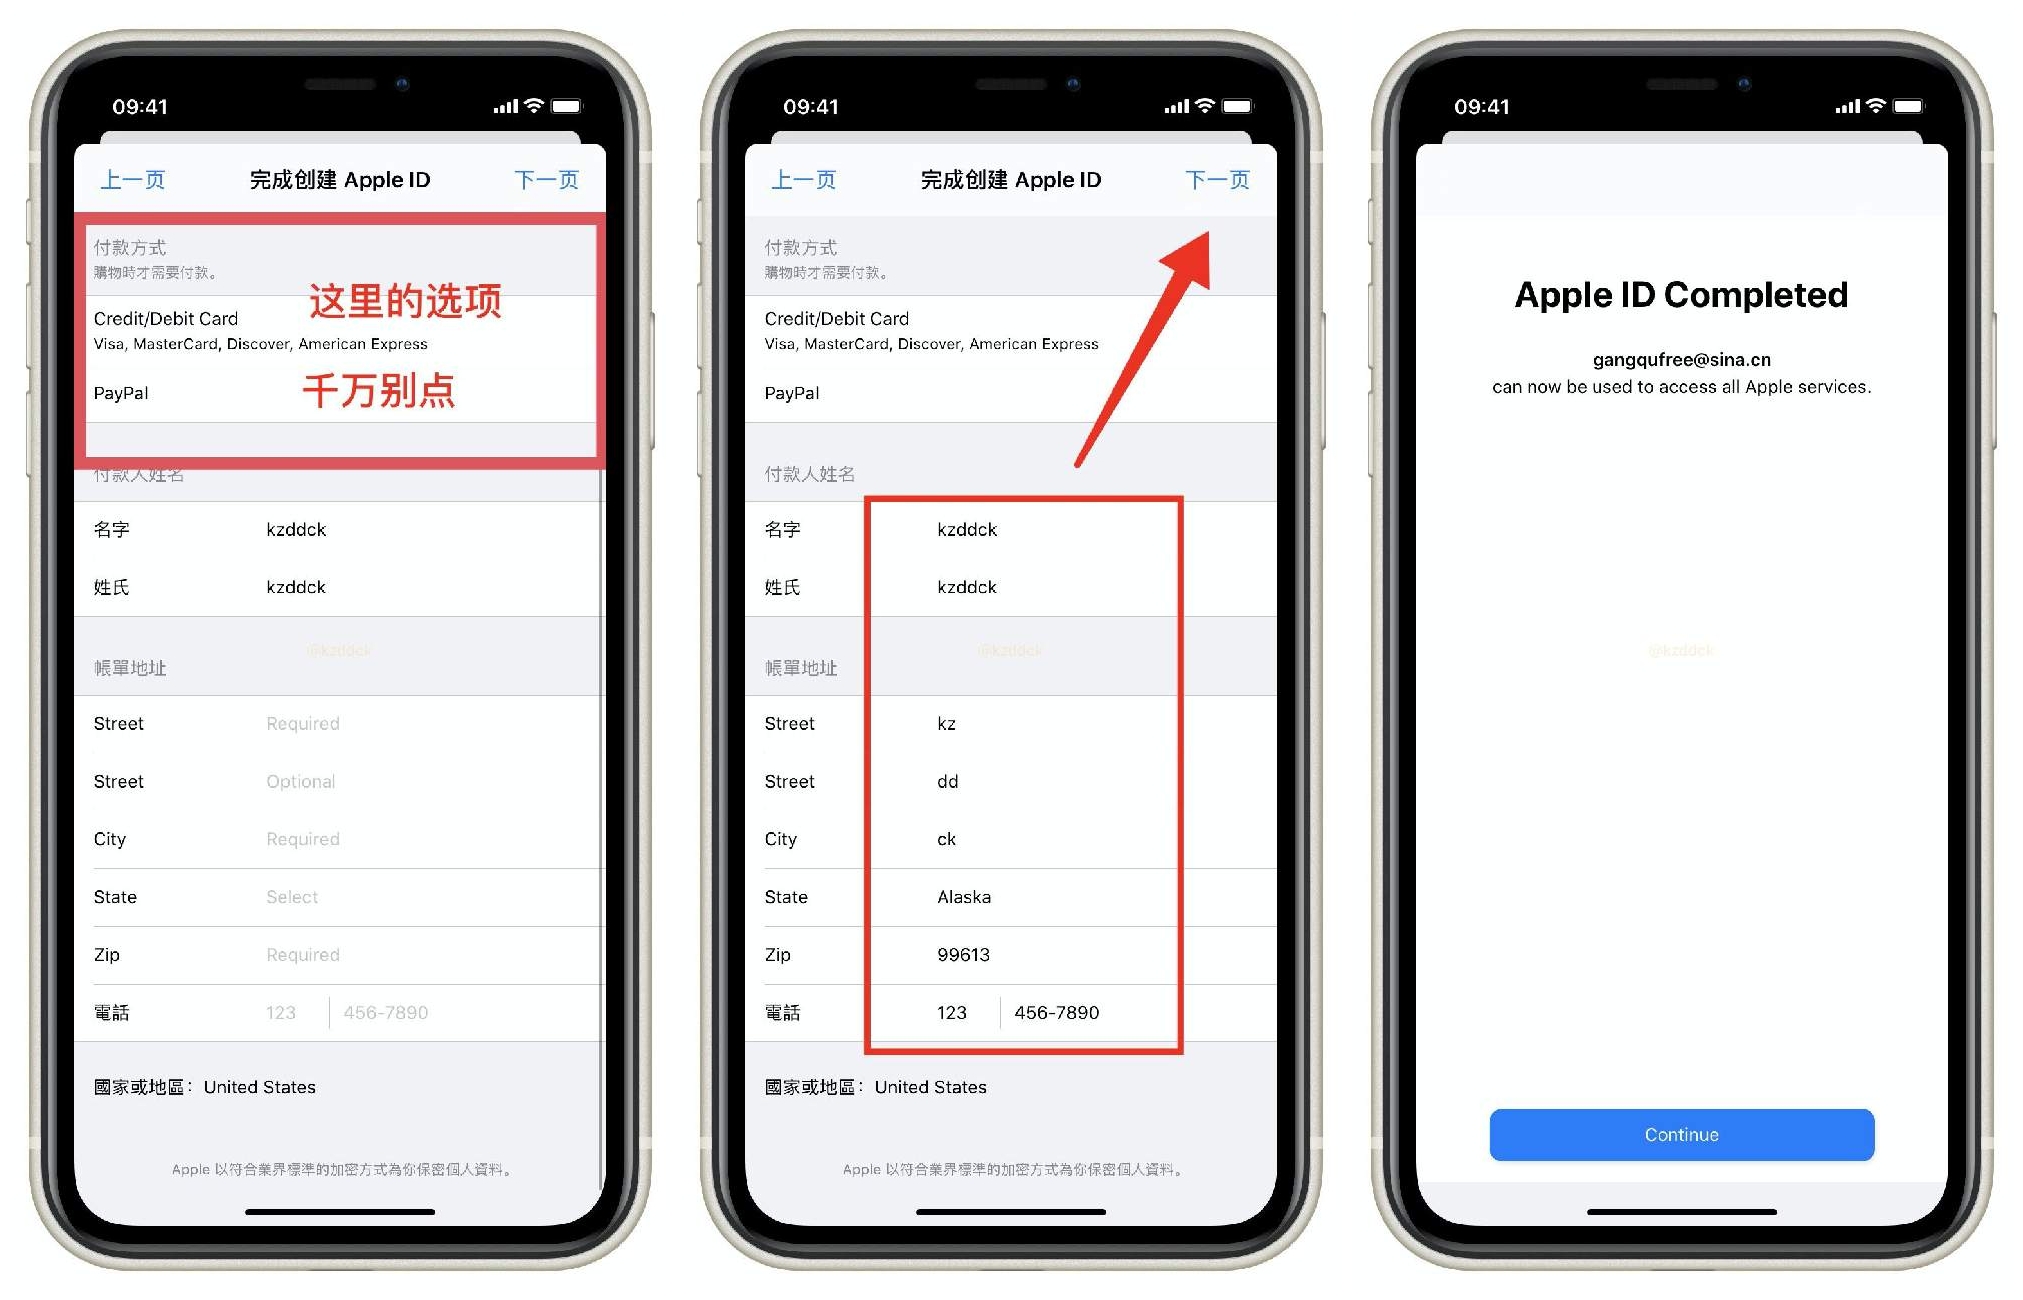 09:41
上一页 完成创建 Apple ID 下一页
付款方式
購物時才需要付款。
这里的选项
Credit/Debit Card
Visa, MasterCard, Discover, American Express
千万别点
PayPal
付款人姓名
名字 kzddck
姓氏 kzddck
@kzddck
帳單地址
Street Required
Street Optional
City Required
State Select
Zip Required
電話 123 456-7890
國家或地區： United States
Apple 以符合業界標準的加密方式為你保密個人資料。
09:41
上一页 完成创建 Apple ID 下一页
付款方式
購物時才需要付款。
Credit/Debit Card
Visa, MasterCard, Discover, American Express
PayPal
付款人姓名
名字 kzddck
姓氏 kzddck
@kzddck
帳單地址
Street kz
Street dd
City ck
State Alaska
Zip 99613
電話 123 456-7890
國家或地區： United States
Apple 以符合業界標準的加密方式為你保密個人資料。
09:41
Apple ID Completed
gangqufree@sina.cn
can now be used to access all Apple services.
@kzddck
Continue